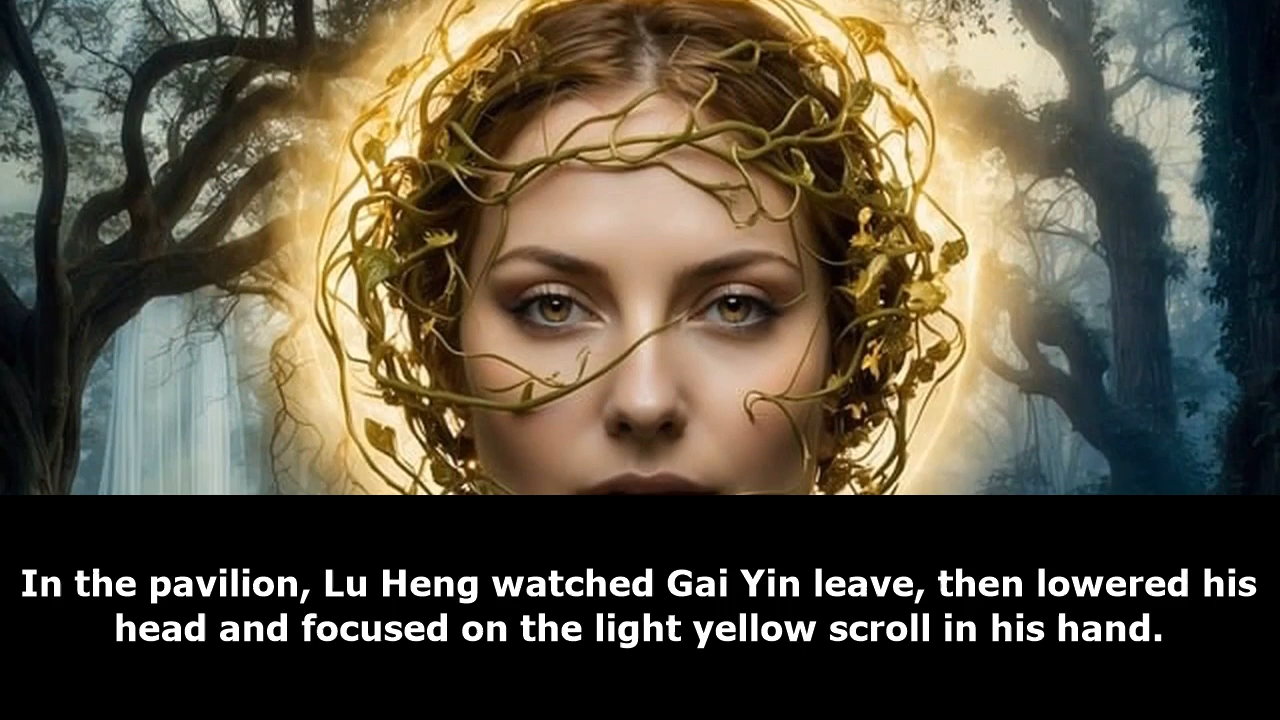 In the pavilion, Lu Heng watched Gai Yin leave, then lowered his
head and focused on the light yellow scroll in his hand.